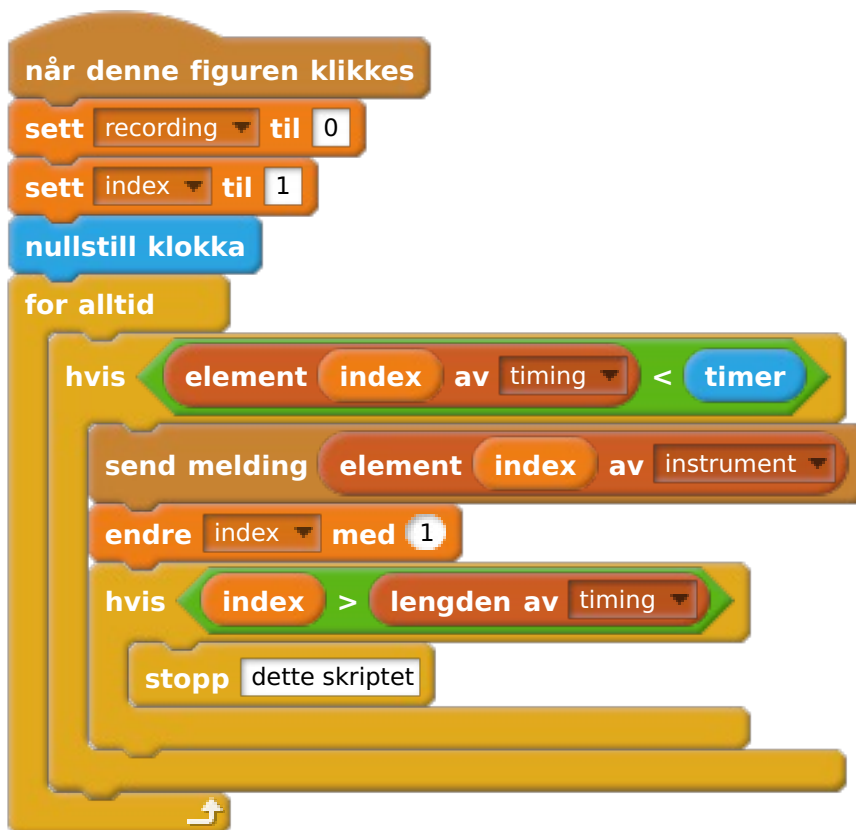 når denne figuren klikkes
sett recording til 0
sett index til 1
nullstill klokka
for alltid
hvis element index av timing < timer
send melding element index av instrument
endre index med 1
hvis index > lengden av timing
stopp dette skriptet